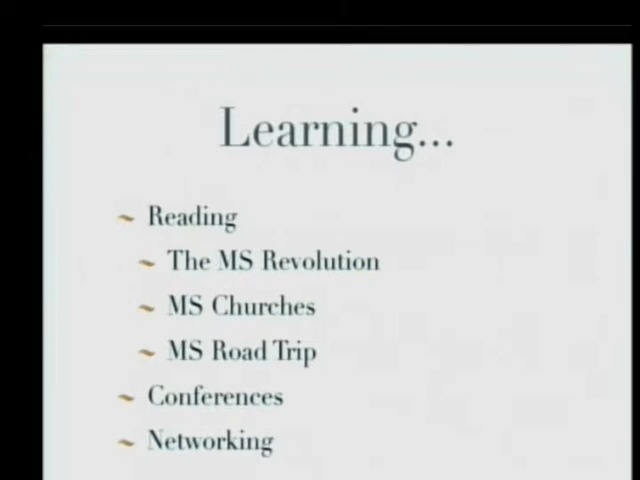 Learning...
Reading
The MS Revolution
MS Churches
MS Road Trip
Conferences
Networking